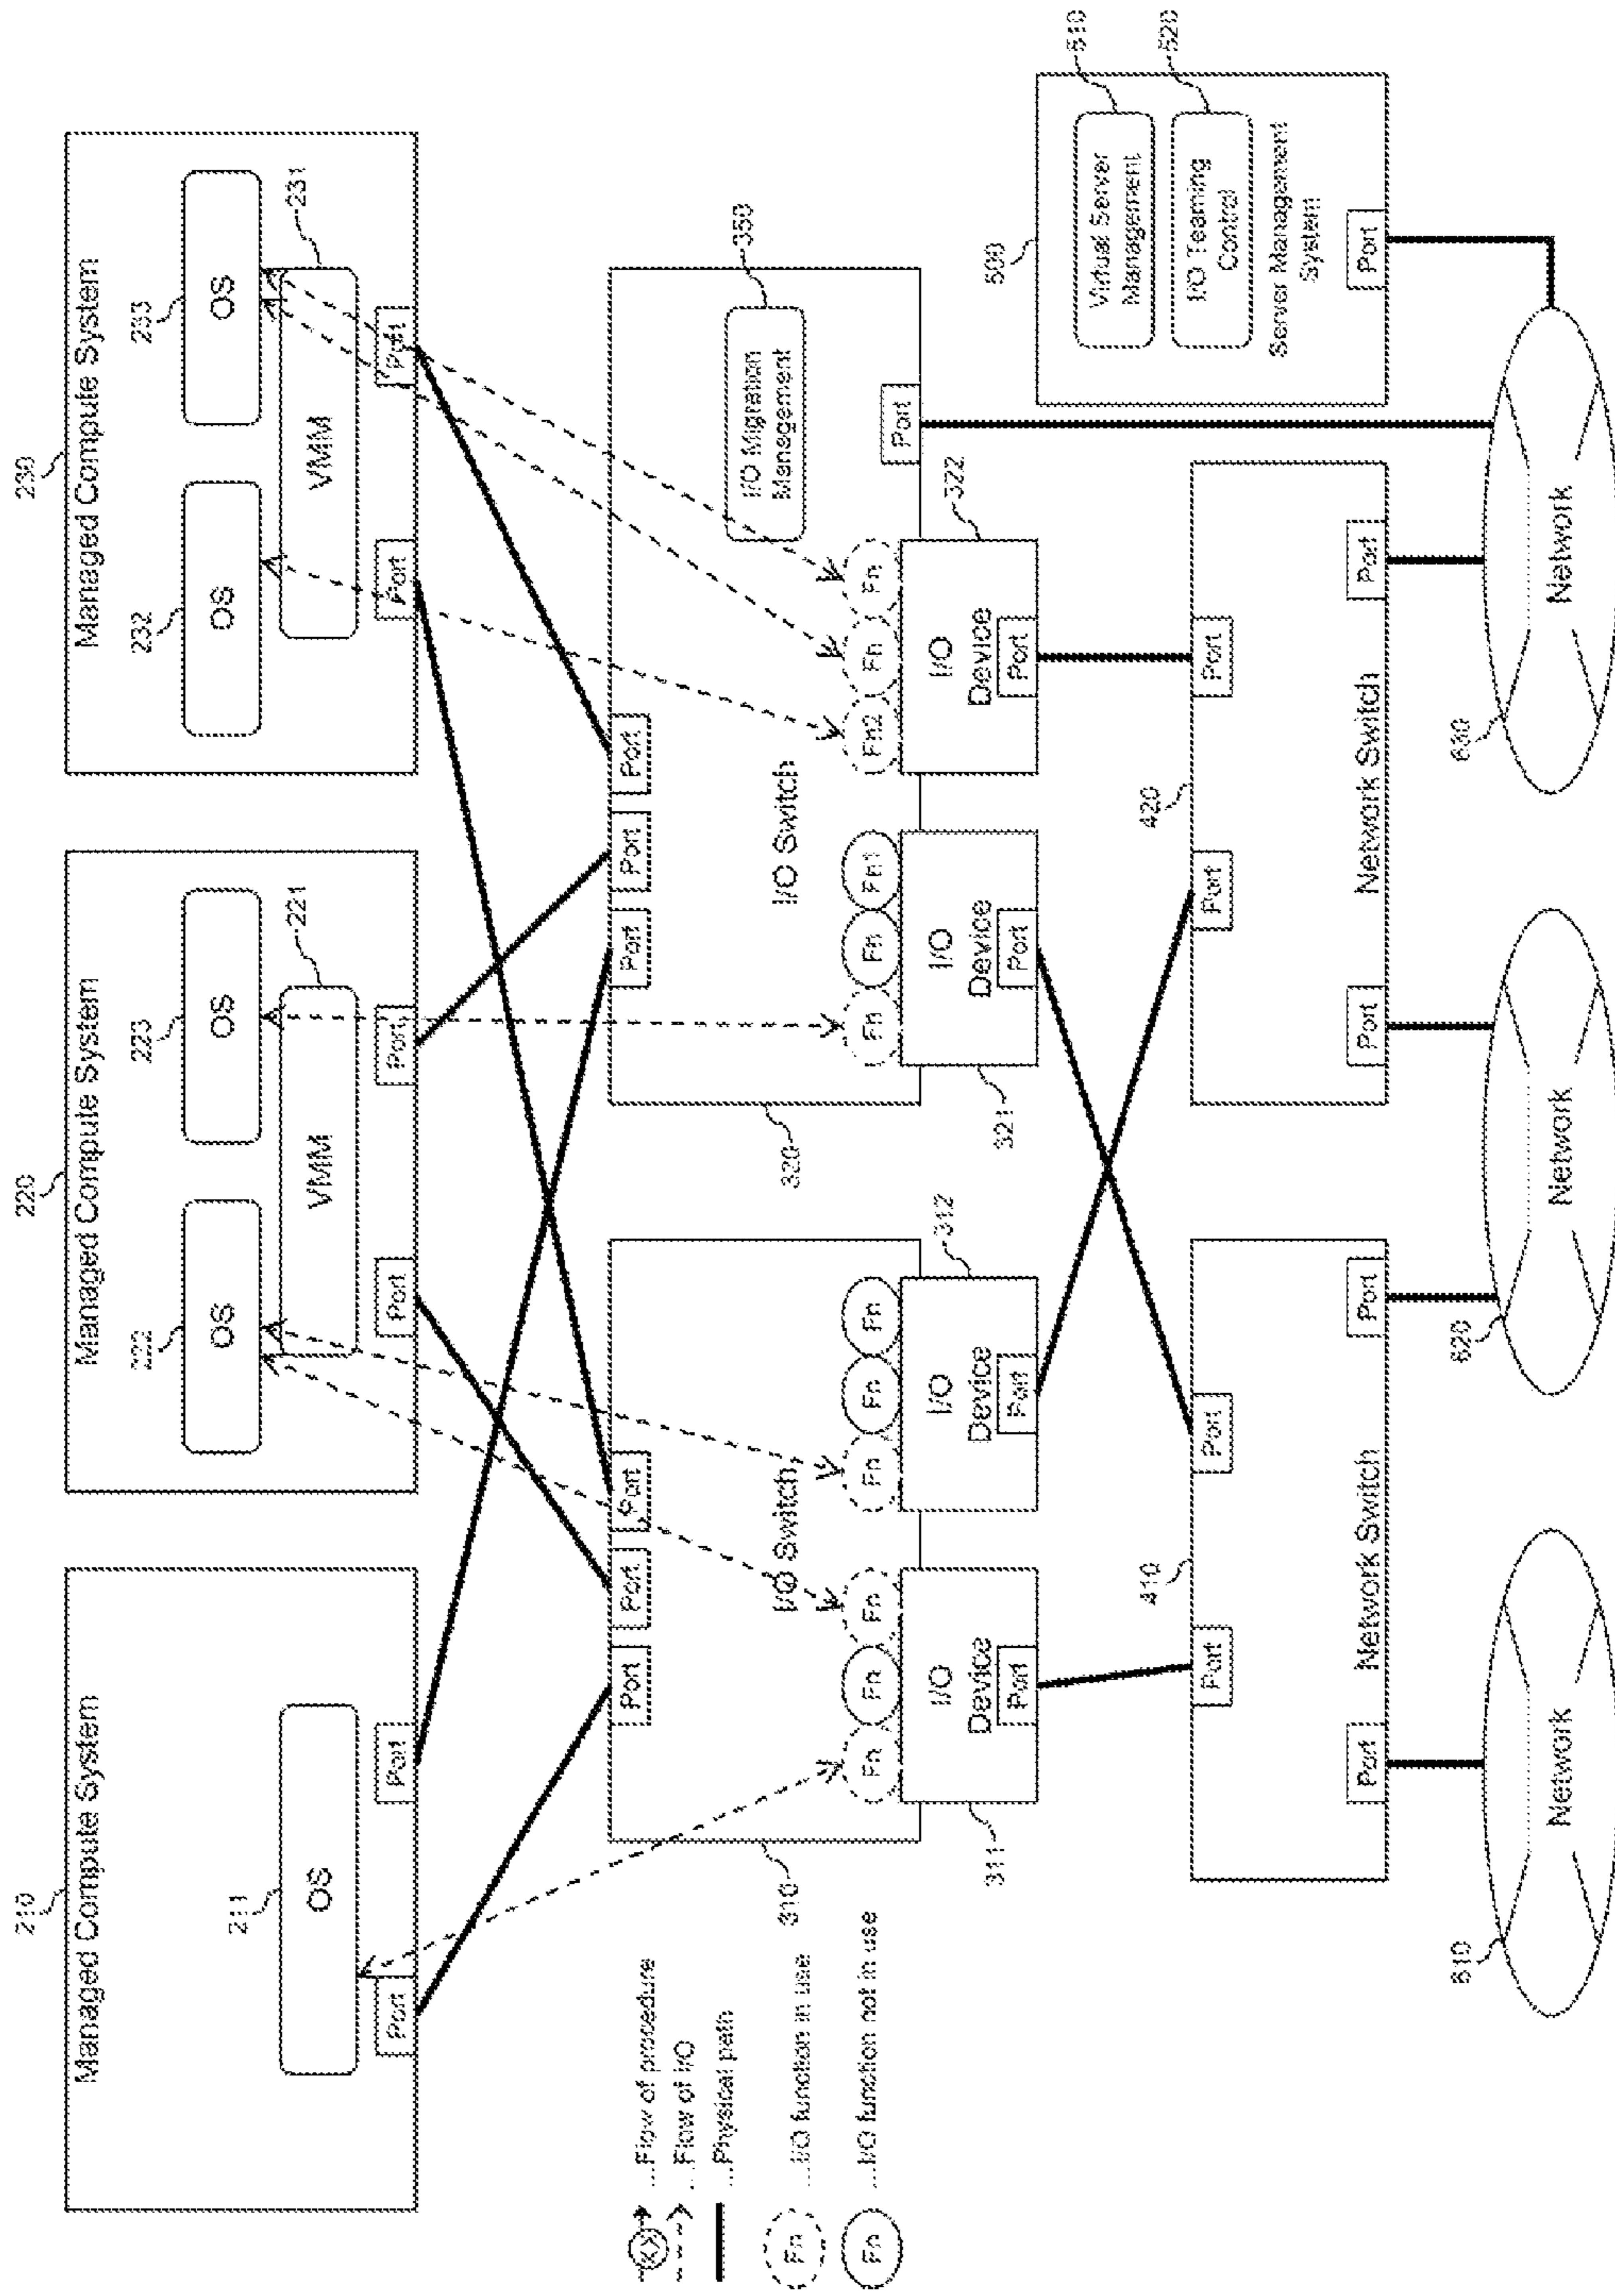 210
Managed Compute System
211
OS
Port
Port
220
Managed Compute System
222
OS
223
OS
221
VMM
Port
Port
230
Managed Compute System
232
OS
233
OS
231
VMM
Port
Port
...Flow of procedure
...Flow of I/O
...Physical path
Fn
...I/O function in use
Fn
...I/O function not in use
310
Port
Port
Port
I/O Switch
Fn
Fn
Fn
Fn
Fn
Fn
311
I/O
Device
Port
312
I/O
Device
Port
320
Port
Port
Port
I/O Switch
350
I/O Migration
Management
Fn
Fn
Fn1
Fn2
Fn
Fn
Port
321
I/O
Device
Port
322
I/O
Device
Port
410
Port
Port
Network Switch
Port
Port
420
Port
Port
Network Switch
Port
Port
500
510
Virtual Server
Management
520
I/O Teaming
Control
Server Management
System
Port
610
Network
620
Network
630
Network